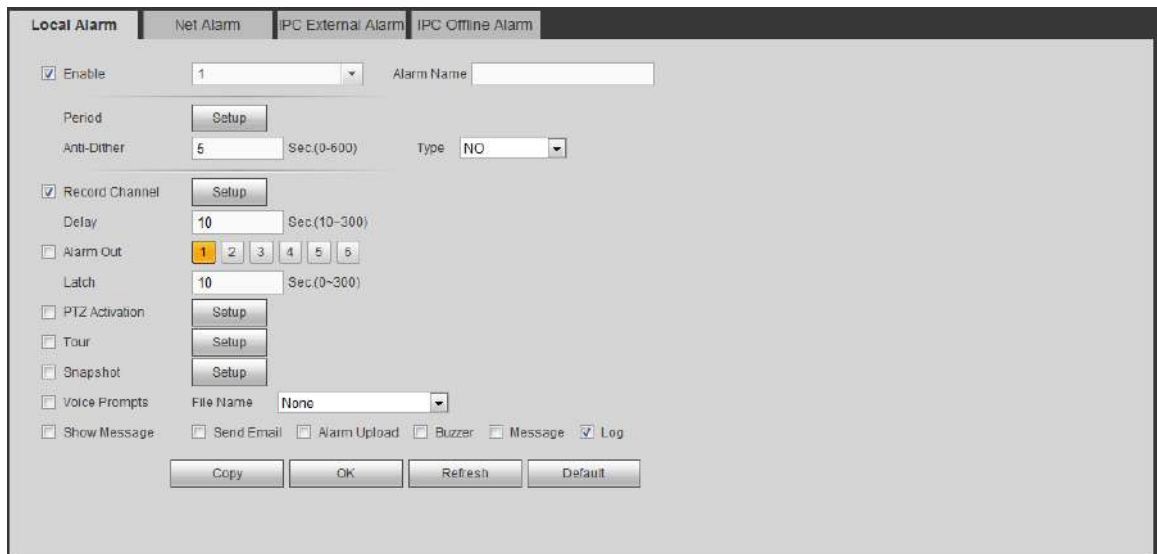 Local Alarm Net Alarm IPC External Alarm IPC Offline Alarm
Enable 1 Alarm Name
Period Setup
Anti-Dither 5 Sec.(0-600) Type NO
Record Channel Setup
Delay 10 Sec.(10~300)
Alarm Out 1 2 3 4 5 6
Latch 10 Sec.(0~300)
PTZ Activation Setup
Tour Setup
Snapshot Setup
Voice Prompts File Name None
Show Message Send Email Alarm Upload Buzzer Message Log
Copy OK Refresh Default